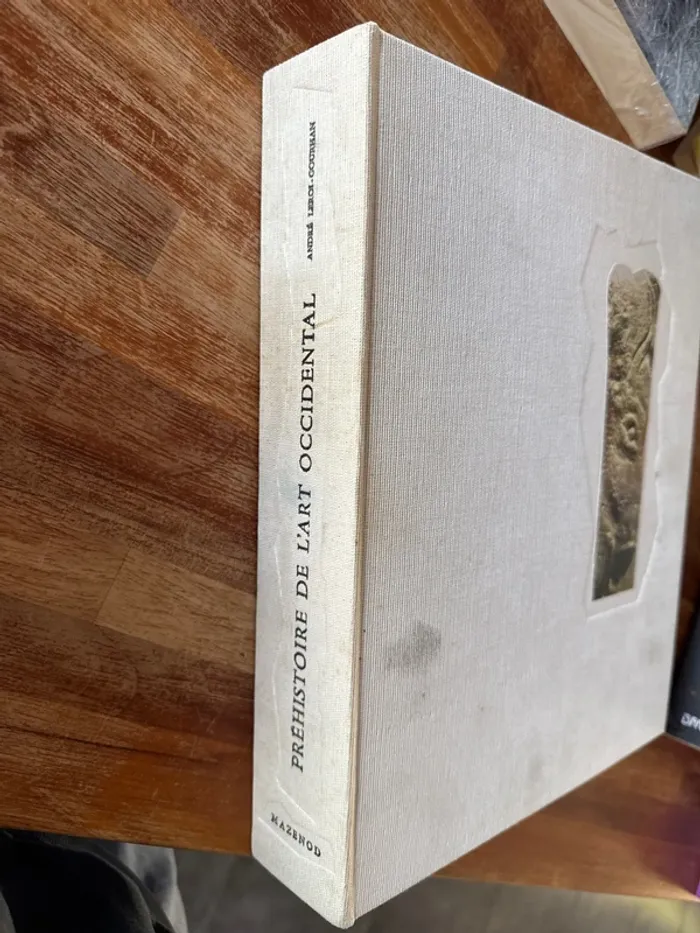 ANDRÉ LEROI-GOURHAN
PRÉHISTOIRE DE L'ART OCCIDENTAL
MAZENOD